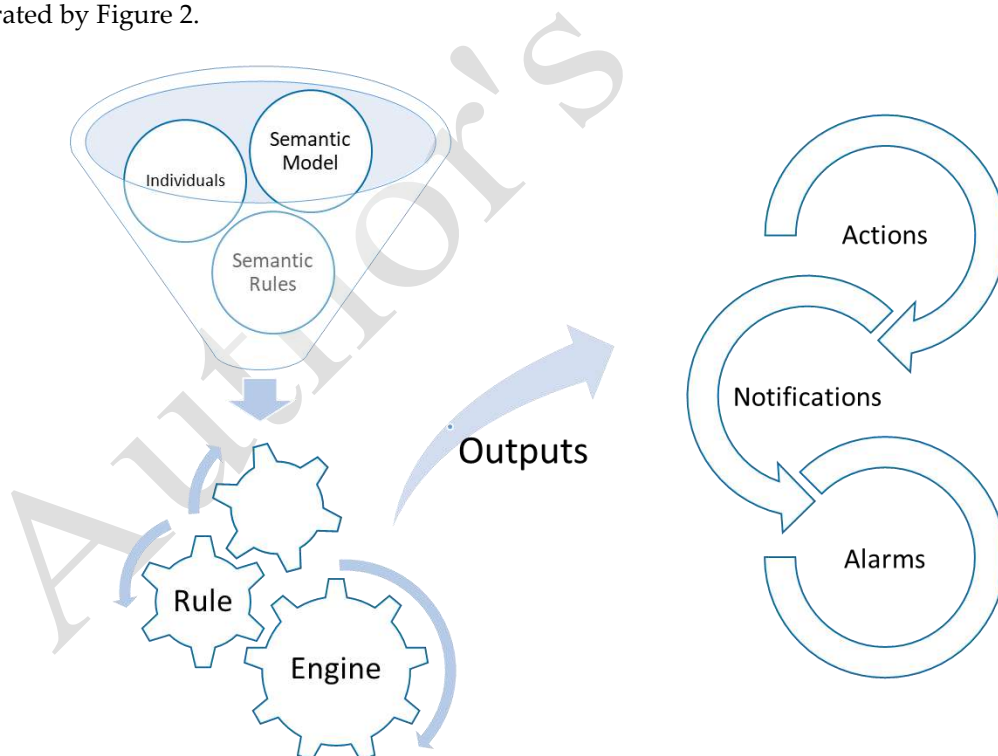 rated by Figure 2.
Semantic
Model
Individuals
Semantic
Rules
Actions
Notifications
Outputs
Alarms
Rule
Engine
Author's